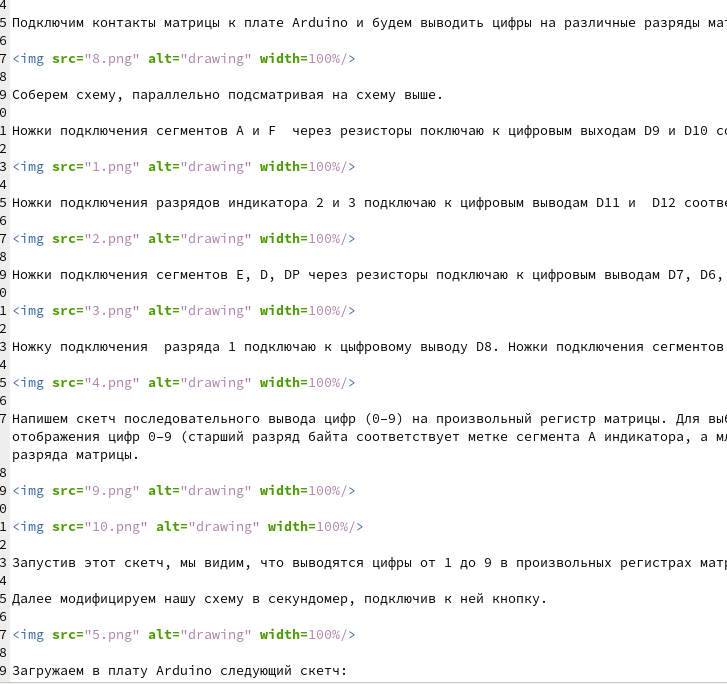 4
5 Подключим контакты матрицы к плате Arduino и будем выводить цифры на различные разряды
6
7 <img src="8.png" alt="drawing" width=100%/>
8
9 Соберем схему, параллельно подсматривая на схему выше.
0
1 Ножки подключения сегментов A и F  через резисторы поключаю к цифровым выходам D9 и D10
2
3 <img src="1.png" alt="drawing" width=100%/>
4
5 Ножки подключения разрядов индикатора 2 и 3 подключаю к цифровым выводам D11 и  D12
6
7 <img src="2.png" alt="drawing" width=100%/>
8
9 Ножки подключения сегментов E, D, DP через резисторы подключаю к цифровым выводам D7, D6,
0
1 <img src="3.png" alt="drawing" width=100%/>
2
3 Ножку подключения  разряда 1 подключаю к цыфровому выводу D8. Ножки подключения сегментов
4
5 <img src="4.png" alt="drawing" width=100%/>
6
7 Напишем скетч последовательного вывода цифр (0–9) на произвольный регистр матрицы. Для
отображения цифр 0–9 (старший разряд байта соответствует метке сегмента A индикатора, а
разряда матрицы.
8
9 <img src="9.png" alt="drawing" width=100%/>
0
1 <img src="10.png" alt="drawing" width=100%/>
2
3 Запустив этот скетч, мы видим, что выводятся цифры от 1 до 9 в произвольных регистрах
4
5 Далее модифицируем нашу схему в секундомер, подключив к ней кнопку.
6
7 <img src="5.png" alt="drawing" width=100%/>
8
9 Загружаем в плату Arduino следующий скетч: